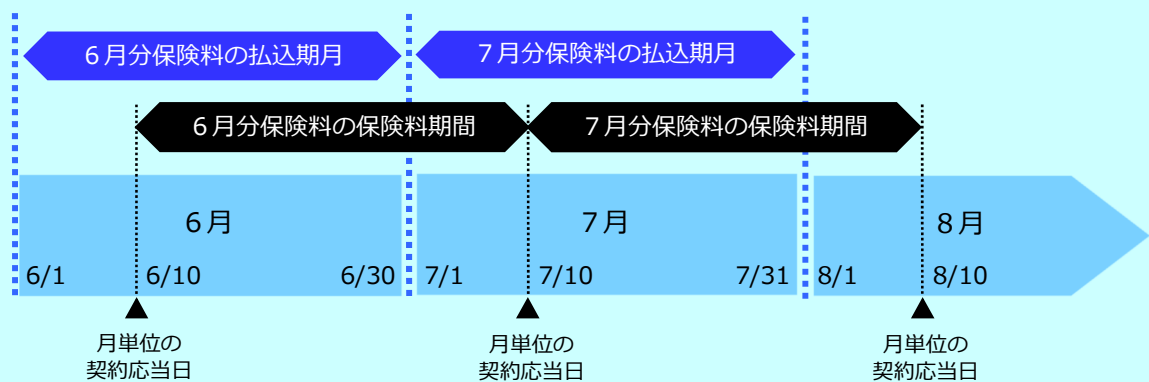 ６月分保険料の払込期月
７月分保険料の払込期月
６月分保険料の保険料期間
７月分保険料の保険料期間
６月
７月
８月
6/1
6/10
6/30
7/1
7/10
7/31
8/1
8/10
月単位の
契約応当日
月単位の
契約応当日
月単位の
契約応当日